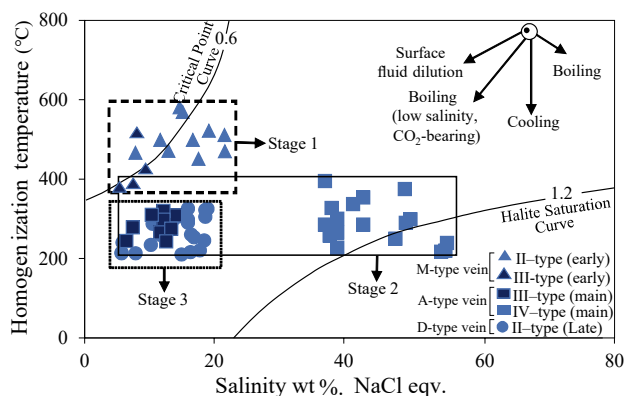 Homogenization temperature (°C)
800
600
400
200
0
0
20
40
60
80
Salinity wt %. NaCl eqv.
Critical Point
Curve
0.6
Stage 1
Stage 2
Stage 3
1.2
Halite Saturation
Curve
Surface
fluid dilution
Boiling
(low salinity,
CO2-bearing)
Cooling
Boiling
M-type vein
II–type (early)
III-type (early)
A-type vein
III–type (main)
IV–type (main)
D-type vein
II–type (Late)